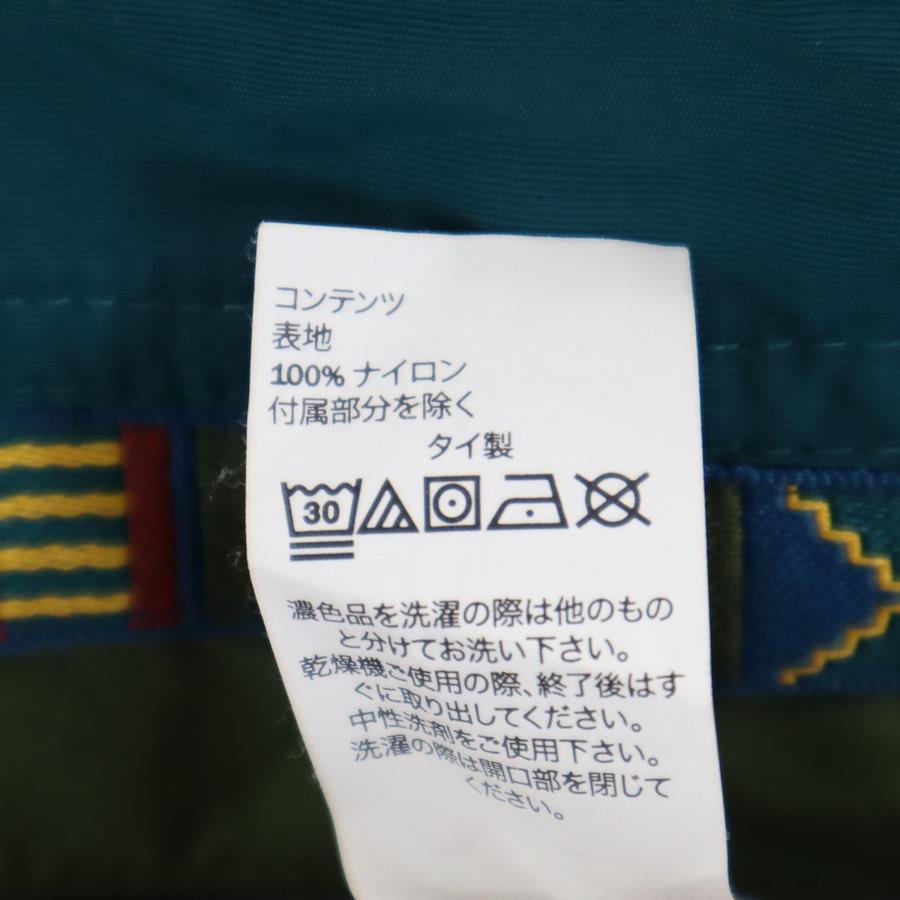 コンテンツ
表地
100% ナイロン
付属部分を除く
タイ製
30
濃色品を洗濯の際は他のもの
と分けてお洗い下さい。
乾燥機ご使用の際、終了後はす
ぐに取り出してください。
中性洗剤をご使用下さい。
洗濯の際は開口部を閉じて
ください。